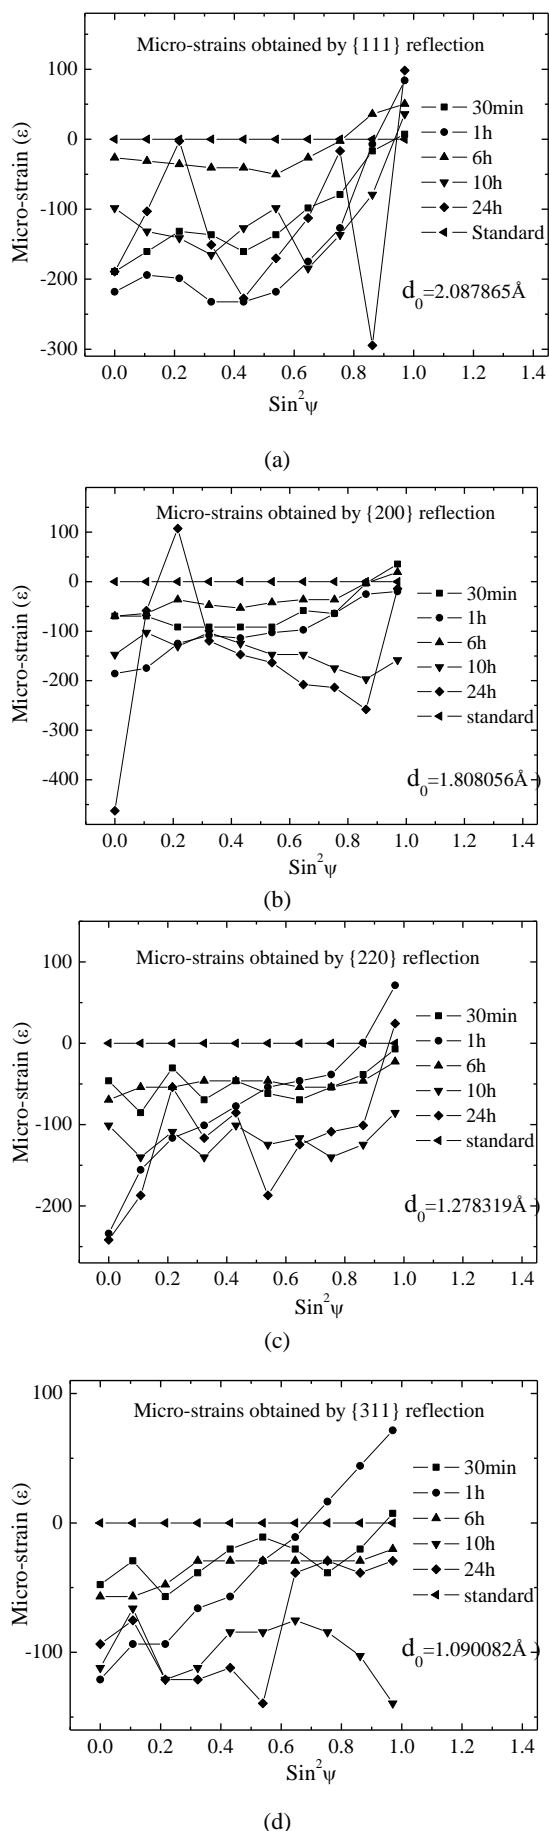 Micro-strains obtained by {111} reflection
100
0
-100
-200
-300
Micro-strain (ε)
30min
1h
6h
10h
24h
Standard
d0=2.087865Å
0.0 0.2 0.4 0.6 0.8 1.0 1.2 1.4
Sin²ψ
(a)
Micro-strains obtained by {200} reflection
100
0
-100
-200
-300
-400
Micro-strain (ε)
30min
1h
6h
10h
24h
standard
d0=1.808056Å )
0.0 0.2 0.4 0.6 0.8 1.0 1.2 1.4
Sin²ψ
(b)
Micro-strains obtained by {220} reflection
100
0
-100
-200
Micro-strain (ε)
30min
1h
6h
10h
24h
standard
d0=1.278319Å )
0.0 0.2 0.4 0.6 0.8 1.0 1.2 1.4
Sin²ψ
(c)
Micro-strains obtained by {311} reflection
100
0
-100
Micro-strain (ε)
30min
1h
6h
10h
24h
standard
d0=1.090082Å )
0.0 0.2 0.4 0.6 0.8 1.0 1.2 1.4
Sin²ψ
(d)